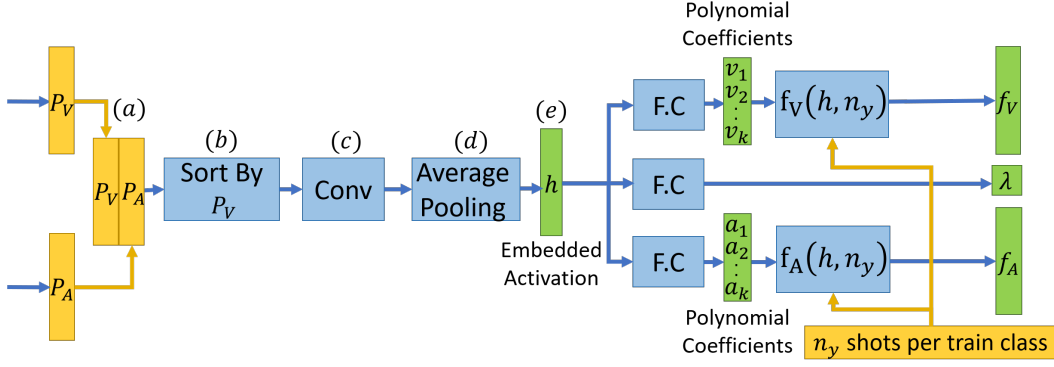 P_V
(a)
P_V P_A
P_A
(b)
Sort By
P_V
(c)
Conv
(d)
Average
Pooling
(e)
h
Embedded
Activation
F.C
F.C
F.C
Polynomial
Coefficients
v_1
v_2
⋮
v_k
f_V(h, n_y)
f_V
λ
a_1
a_2
⋮
a_k
f_A(h, n_y)
f_A
Polynomial
Coefficients
n_y shots per train class